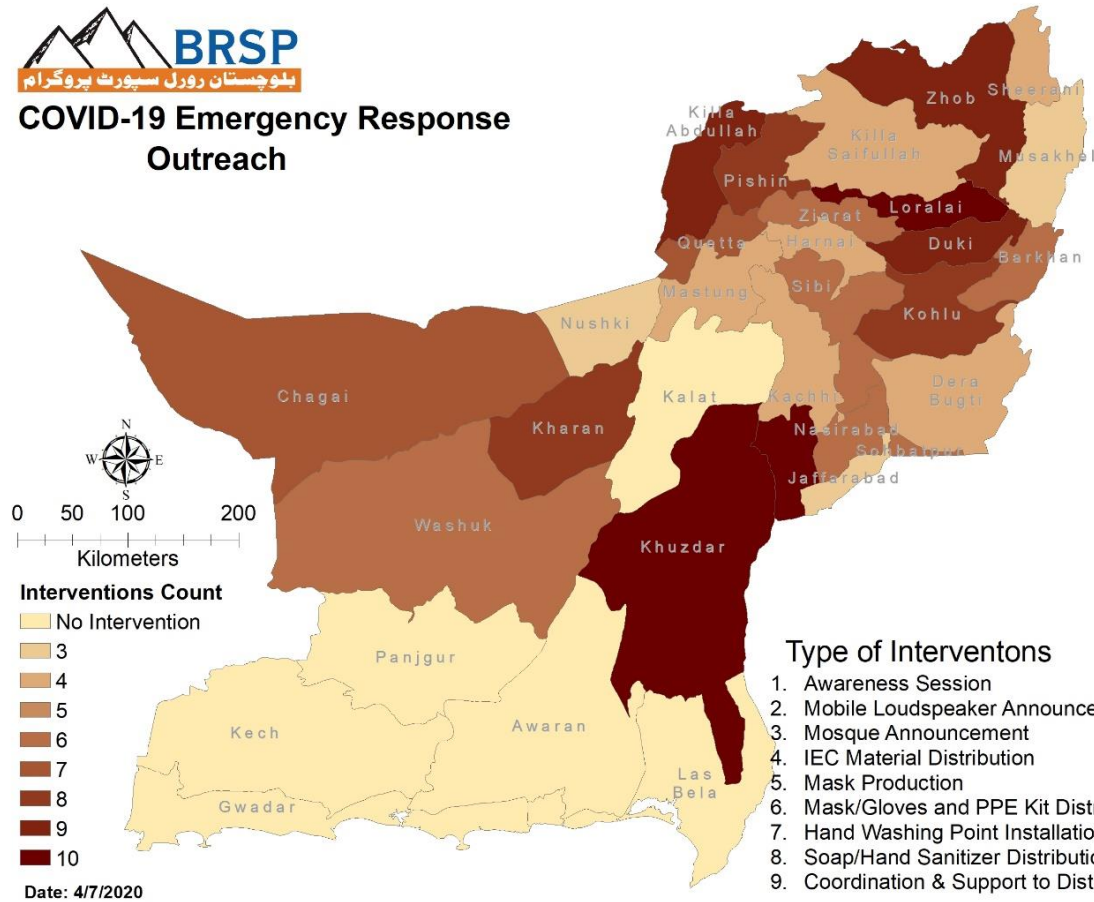 BRSP
بلوچستان رورل سپورٹ پروگرام
COVID-19 Emergency Response
Outreach
Zhob
Sheerani
Killa
Abdullah
Killa
Saifullah
Musakhel
Pishin
Loralai
Ziarat
Quetta
Harnai
Duki
Barkhan
Sibi
Mastung
Kohlu
Nushki
Chagai
Kalat
Kachhi
Dera
Bugti
Kharan
Nasirabad
Sohbatpur
Jaffarabad
Washuk
Khuzdar
Panjgur
Kech
Awaran
Las
Bela
Gwadar
N
W E
S
0 50 100 200
Kilometers
Interventions Count
No Intervention
3
4
5
6
7
8
9
10
Date: 4/7/2020
Type of Interventons
1. Awareness Session
2. Mobile Loudspeaker Announce
3. Mosque Announcement
4. IEC Material Distribution
5. Mask Production
6. Mask/Gloves and PPE Kit Distr
7. Hand Washing Point Installatio
8. Soap/Hand Sanitizer Distributio
9. Coordination & Support to Dist